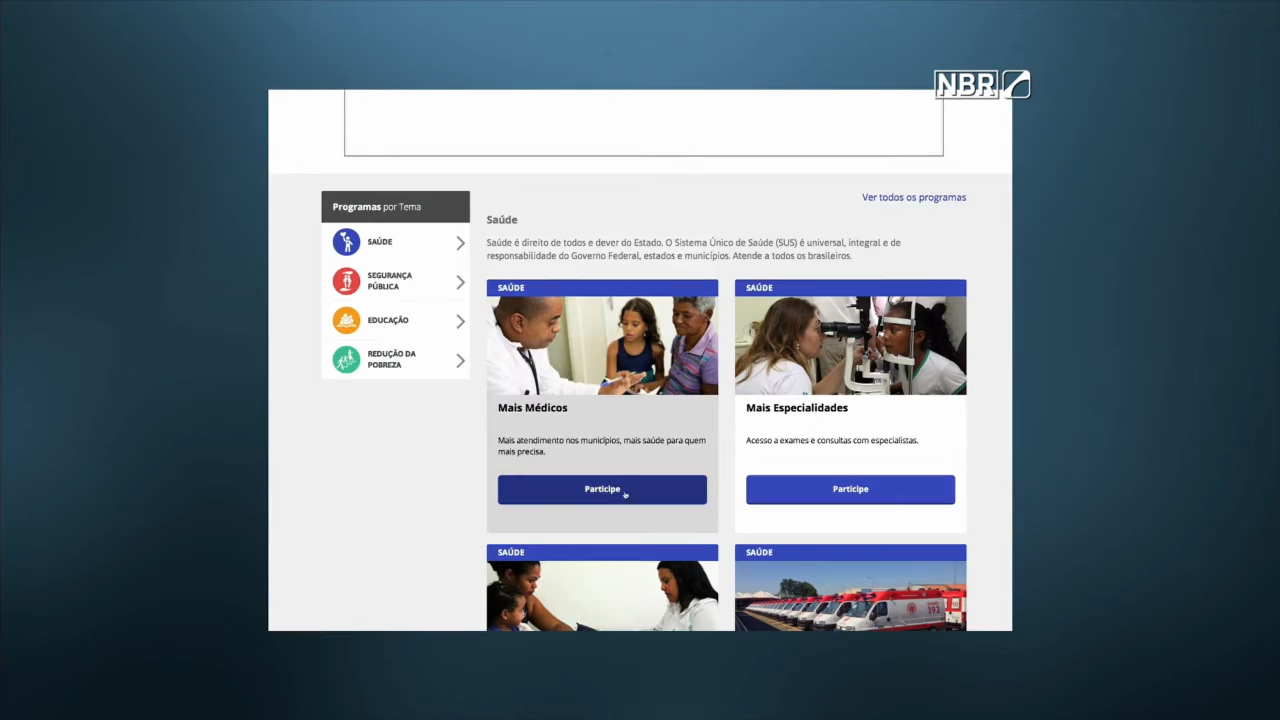 NBR
Ver todos os programas
Programas por Tema
SAÚDE
SEGURANÇA
PÚBLICA
EDUCAÇÃO
REDUÇÃO DA
POBREZA
Saúde
Saúde é direito de todos e dever do Estado. O Sistema Único de Saúde (SUS) é universal, integral e de
responsabilidade do Governo Federal, estados e municípios. Atende a todos os brasileiros.
SAÚDE
Mais Médicos
Mais atendimento nos municípios, mais saúde para quem
mais precisa.
Participe
SAÚDE
Mais Especialidades
Acesso a exames e consultas com especialistas.
Participe
SAÚDE
SAÚDE